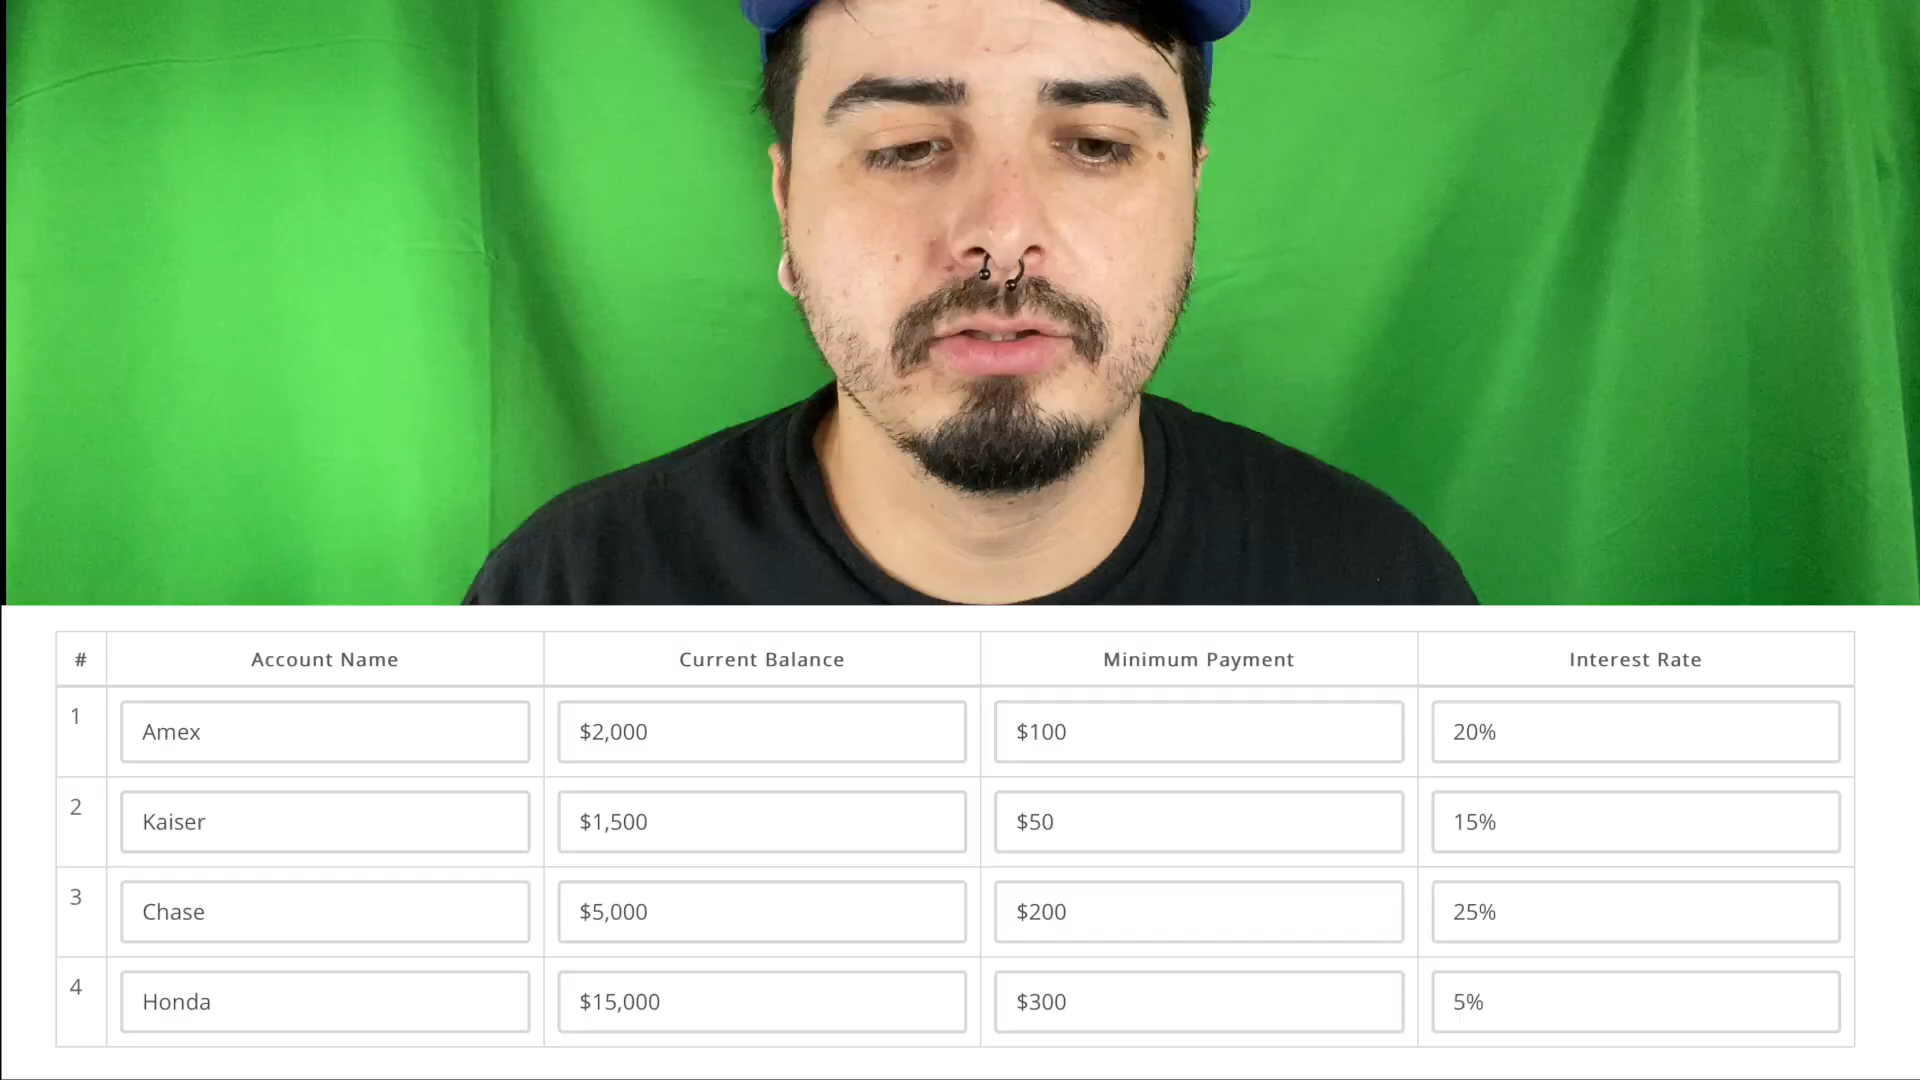 # Account Name Current Balance Minimum Payment Interest Rate
1 Amex $2,000 $100 20%
2 Kaiser $1,500 $50 15%
3 Chase $5,000 $200 25%
4 Honda $15,000 $300 5%